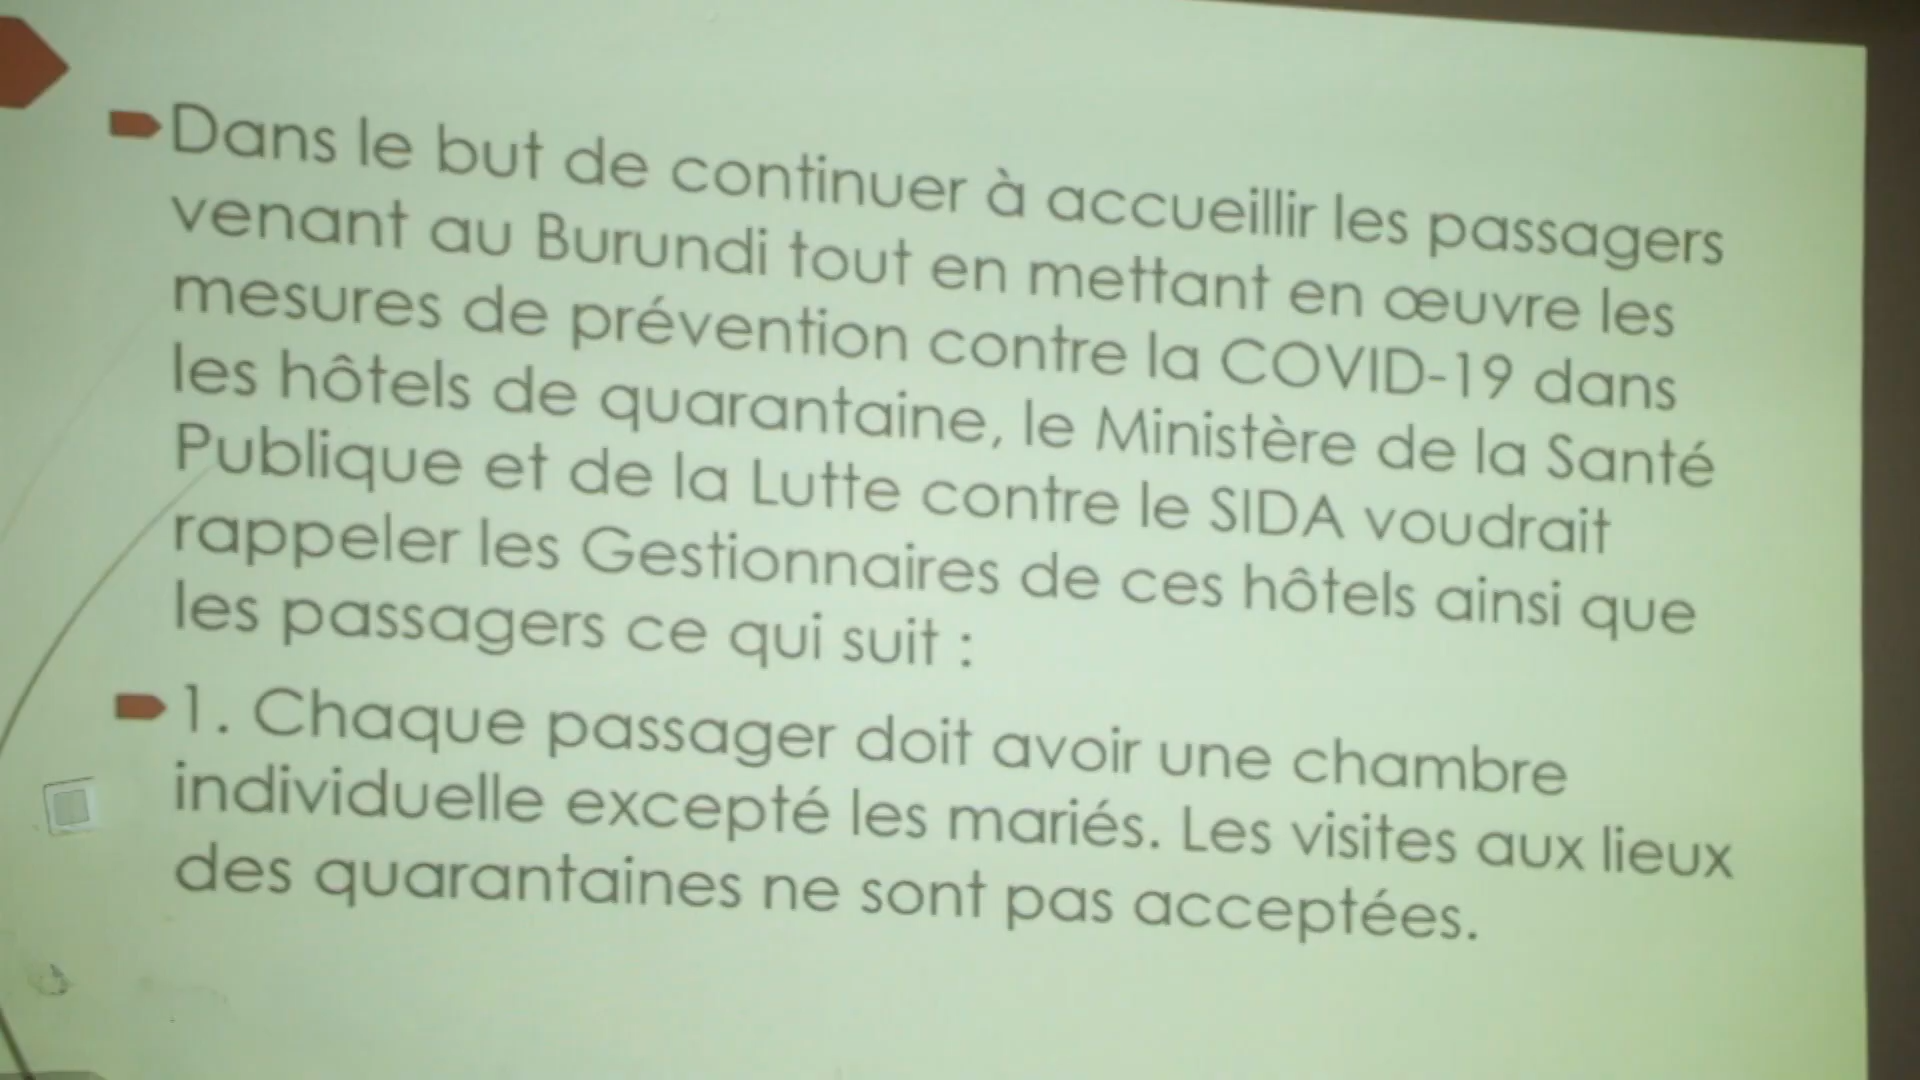 Dans le but de continuer à accueillir les passagers
venant au Burundi tout en mettant en œuvre les
mesures de prévention contre la COVID-19 dans
les hôtels de quarantaine, le Ministère de la Santé
Publique et de la Lutte contre le SIDA voudrait
rappeler les Gestionnaires de ces hôtels ainsi que
les passagers ce qui suit :
1. Chaque passager doit avoir une chambre
individuelle excepté les mariés. Les visites aux lieux
des quarantaines ne sont pas acceptées.